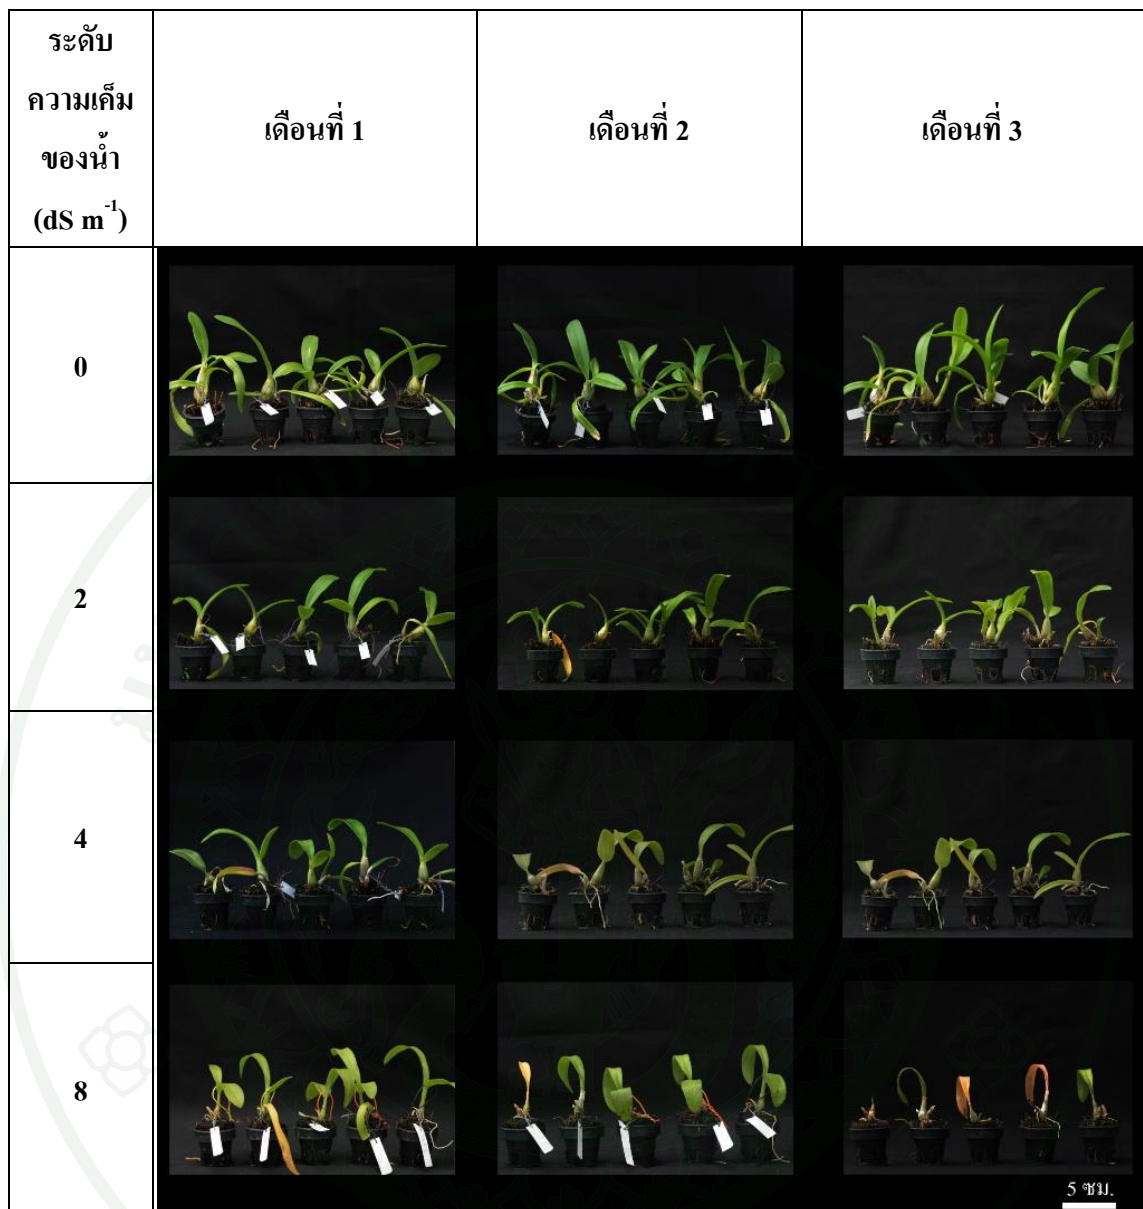 ระดับ
ความเค็ม
ของน้ำ
(dS m⁻¹)
เดือนที่ 1
เดือนที่ 2
เดือนที่ 3
0
2
4
8
5 ซม.